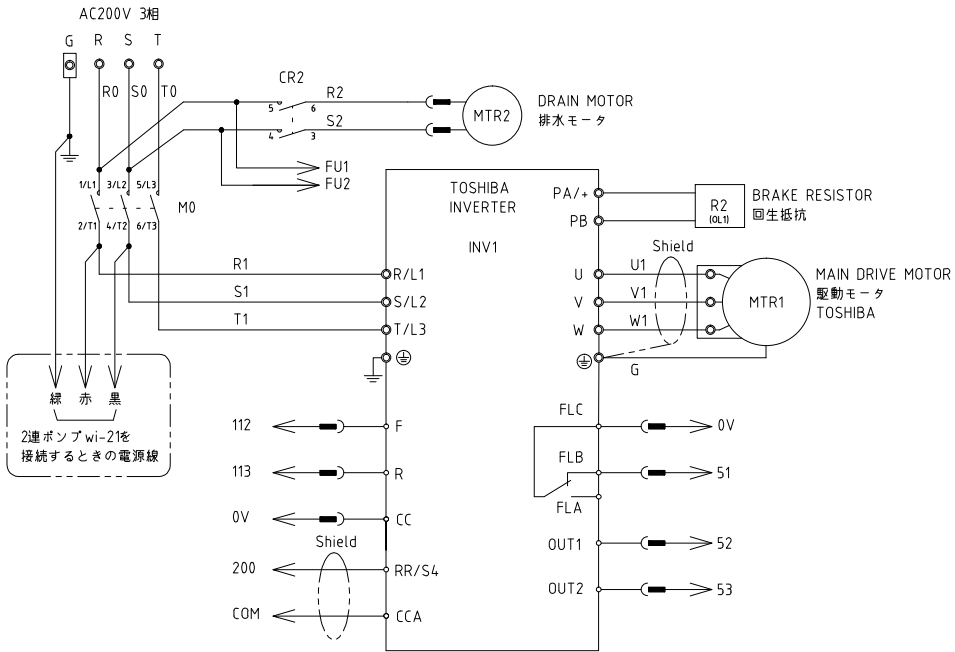 AC200V 3相
G R S T
R0 S0 T0
CR2
5 6 R2
4 3 S2
MTR2
DRAIN MOTOR
排水モータ
FU1
FU2
1/L1 3/L2 5/L3
M0
2/T1 4/T2 6/T3
TOSHIBA
INVERTER
INV1
PA/+
PB
R2
(OL1)
BRAKE RESISTOR
回生抵抗
Shield
R1 R/L1
S1 S/L2
T1 T/L3
U U1
V V1
W W1
G
MTR1
MAIN DRIVE MOTOR
駆動モータ
TOSHIBA
緑 赤 黒
2連ポンプwi-21を
接続するときの電源線
112 F
113 R
0V CC
Shield
200 RR/S4
COM CCA
FLC 0V
FLB 51
FLA
OUT1 52
OUT2 53